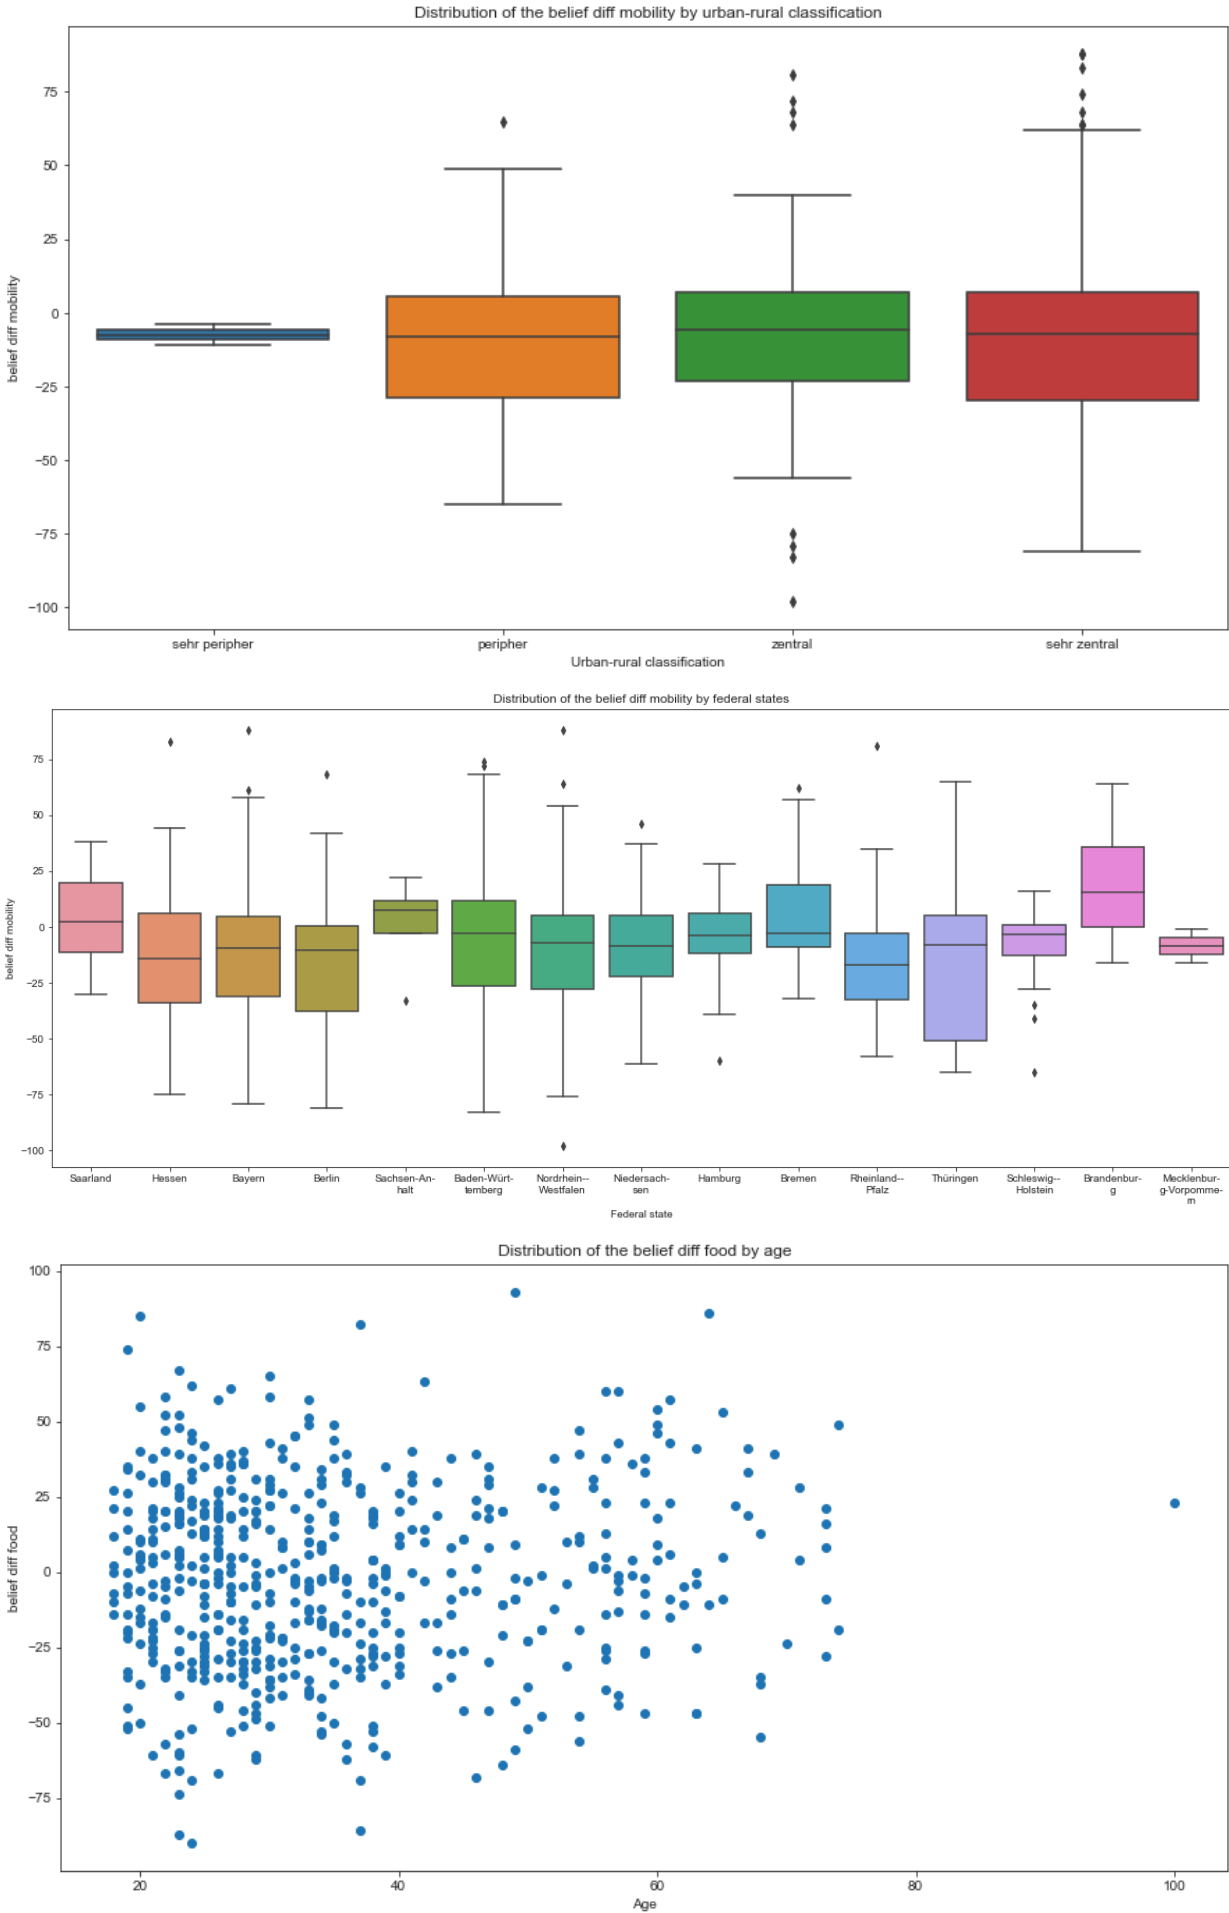 Distribution of the belief diff mobility by urban-rural classification
75
50
25
0
−25
−50
−75
−100
belief diff mobility
sehr peripher peripher zentral sehr zentral
Urban-rural classification
Distribution of the belief diff mobility by federal states
75
50
25
0
−25
−50
−75
−100
belief diff mobility
Saarland Hessen Bayern Berlin Sachsen-An- Baden-Würt- Nordrhein-- Niedersach- Hamburg Bremen Rheinland-- Thüringen Schleswig-- Brandenbur- Mecklenbur-
halt temberg Westfalen sen Pfalz Holstein g g-Vorpomme-
rn
Federal state
Distribution of the belief diff food by age
100
75
50
25
0
−25
−50
−75
belief diff food
20 40 60 80 100
Age